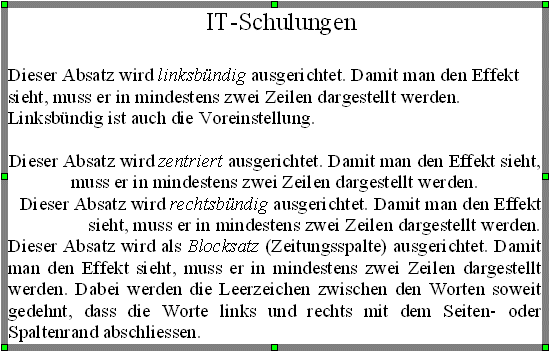 IT-Schulungen
Dieser Absatz wird linksbündig ausgerichtet. Damit man den Effekt
sieht, muss er in mindestens zwei Zeilen dargestellt werden.
Linksbündig ist auch die Voreinstellung.
Dieser Absatz wird zentriert ausgerichtet. Damit man den Effekt sieht,
muss er in mindestens zwei Zeilen dargestellt werden.
Dieser Absatz wird rechtsbündig ausgerichtet. Damit man den Effekt
sieht, muss er in mindestens zwei Zeilen dargestellt werden.
Dieser Absatz wird als Blocksatz (Zeitungsspalte) ausgerichtet. Damit
man den Effekt sieht, muss er in mindestens zwei Zeilen dargestellt
werden. Dabei werden die Leerzeichen zwischen den Worten soweit
gedehnt, dass die Worte links und rechts mit dem Seiten- oder
Spaltenrand abschliessen.